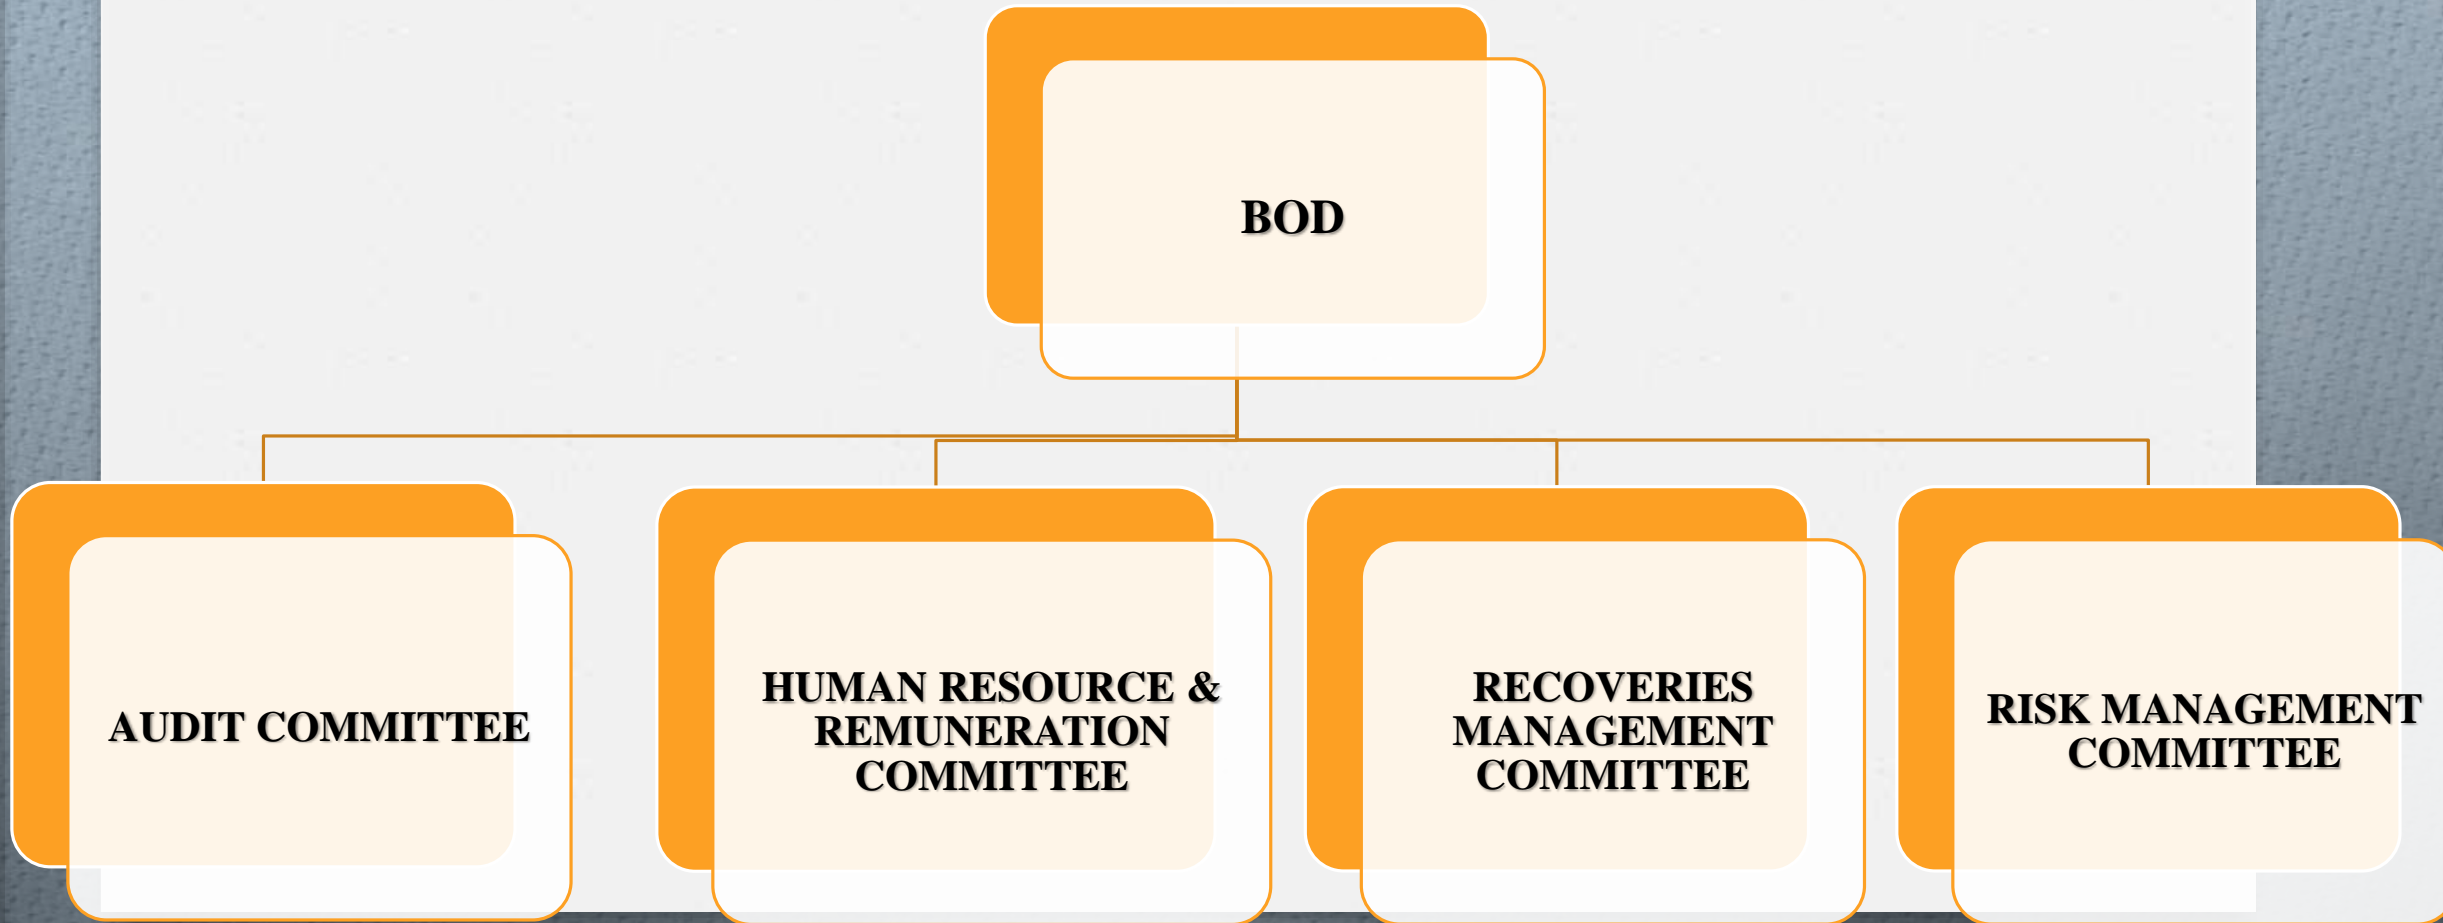 BOD
AUDIT COMMITTEE
HUMAN RESOURCE &
REMUNERATION
COMMITTEE
RECOVERIES
MANAGEMENT
COMMITTEE
RISK MANAGEMENT
COMMITTEE